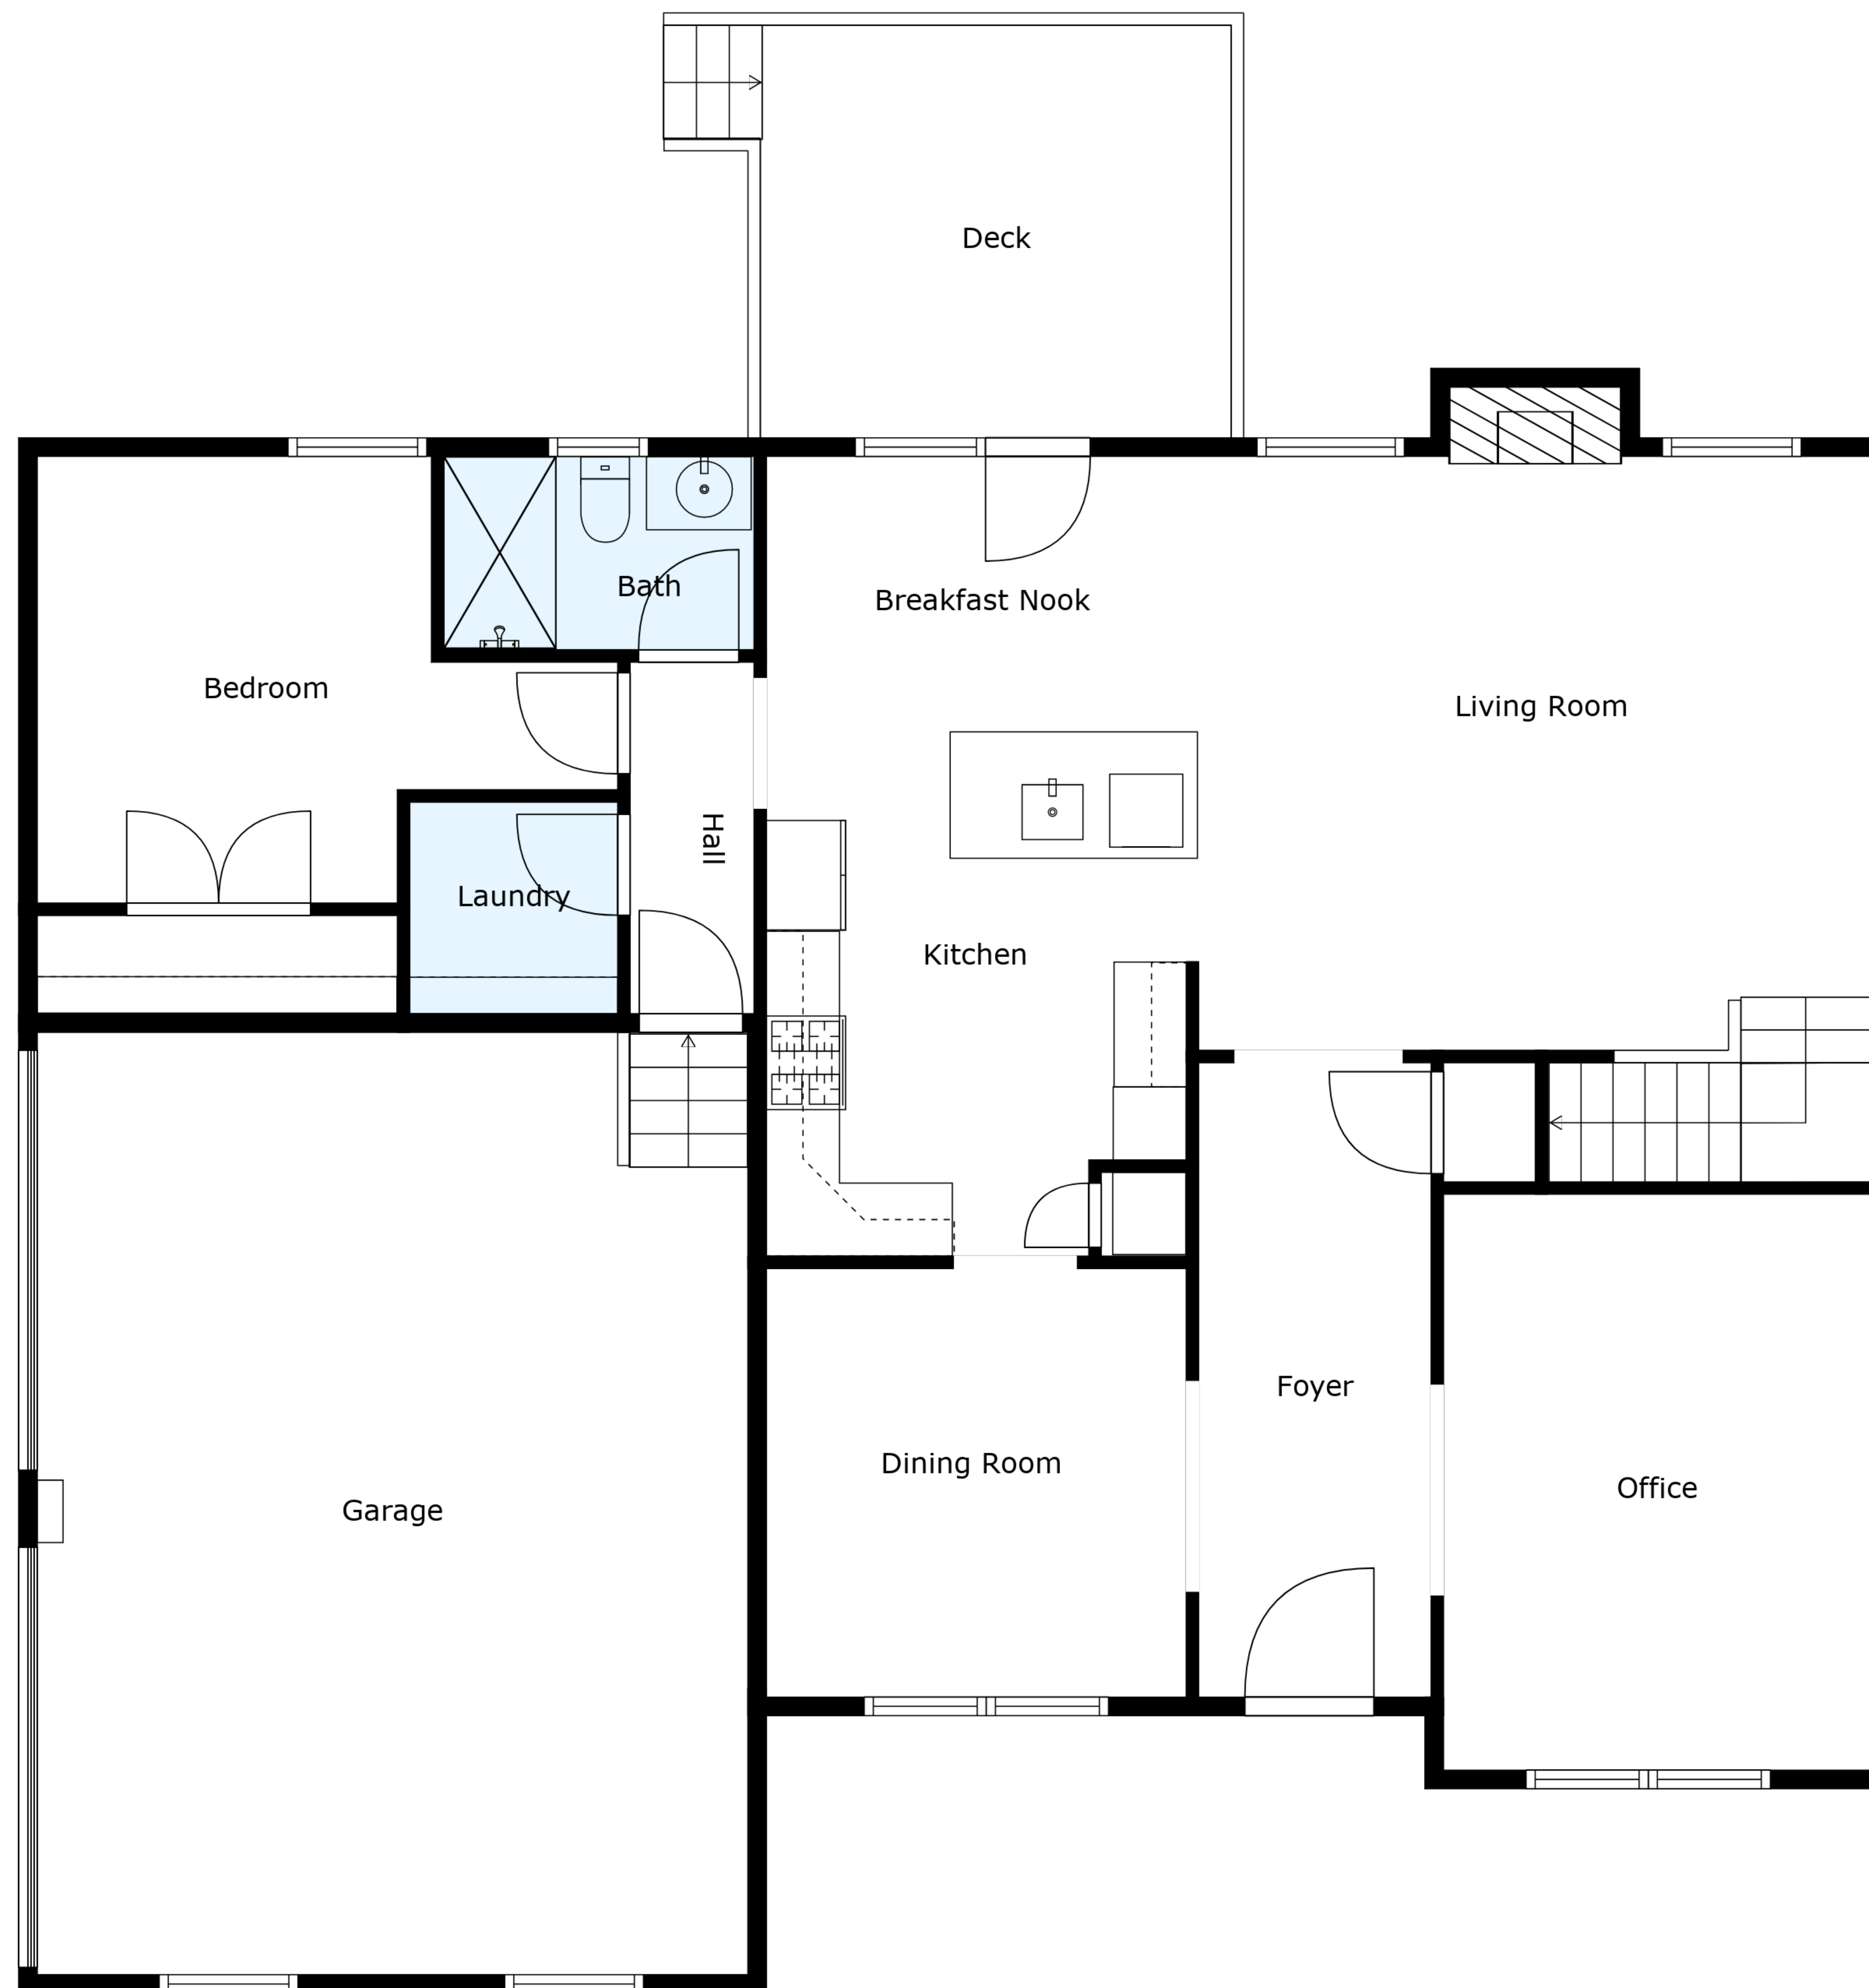 Deck
Bath
Breakfast Nook
Bedroom
Living Room
Hall
Laundry
Kitchen
Foyer
Dining Room
Office
Garage